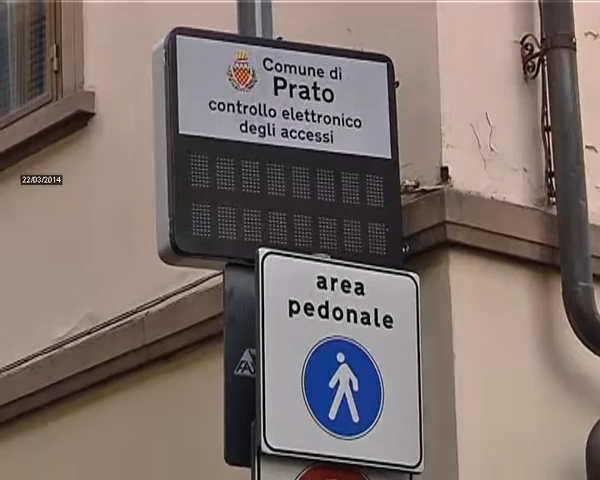 Comune di
Prato
controllo elettronico
degli accessi
22/03/2014
area
pedonale